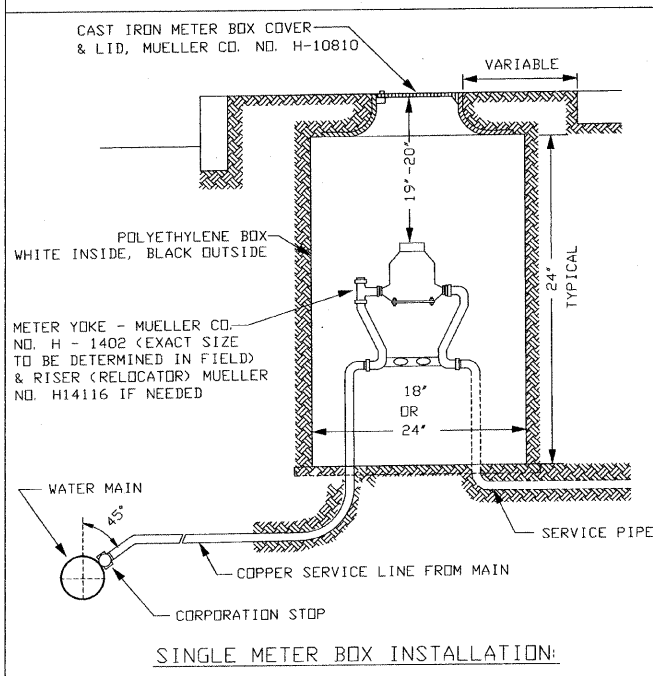 CAST IRON METER BOX COVER
& LID, MUELLER CO. NO. H-10810
VARIABLE
19"-20"
POLYETHYLENE BOX
WHITE INSIDE, BLACK OUTSIDE
24"
TYPICAL
METER YOKE - MUELLER CO.
NO. H - 1402 (EXACT SIZE
TO BE DETERMINED IN FIELD)
& RISER (RELOCATOR) MUELLER
NO. H14116 IF NEEDED
18"
OR
24"
WATER MAIN
45°
SERVICE PIPE
COPPER SERVICE LINE FROM MAIN
CORPORATION STOP
SINGLE METER BOX INSTALLATION: